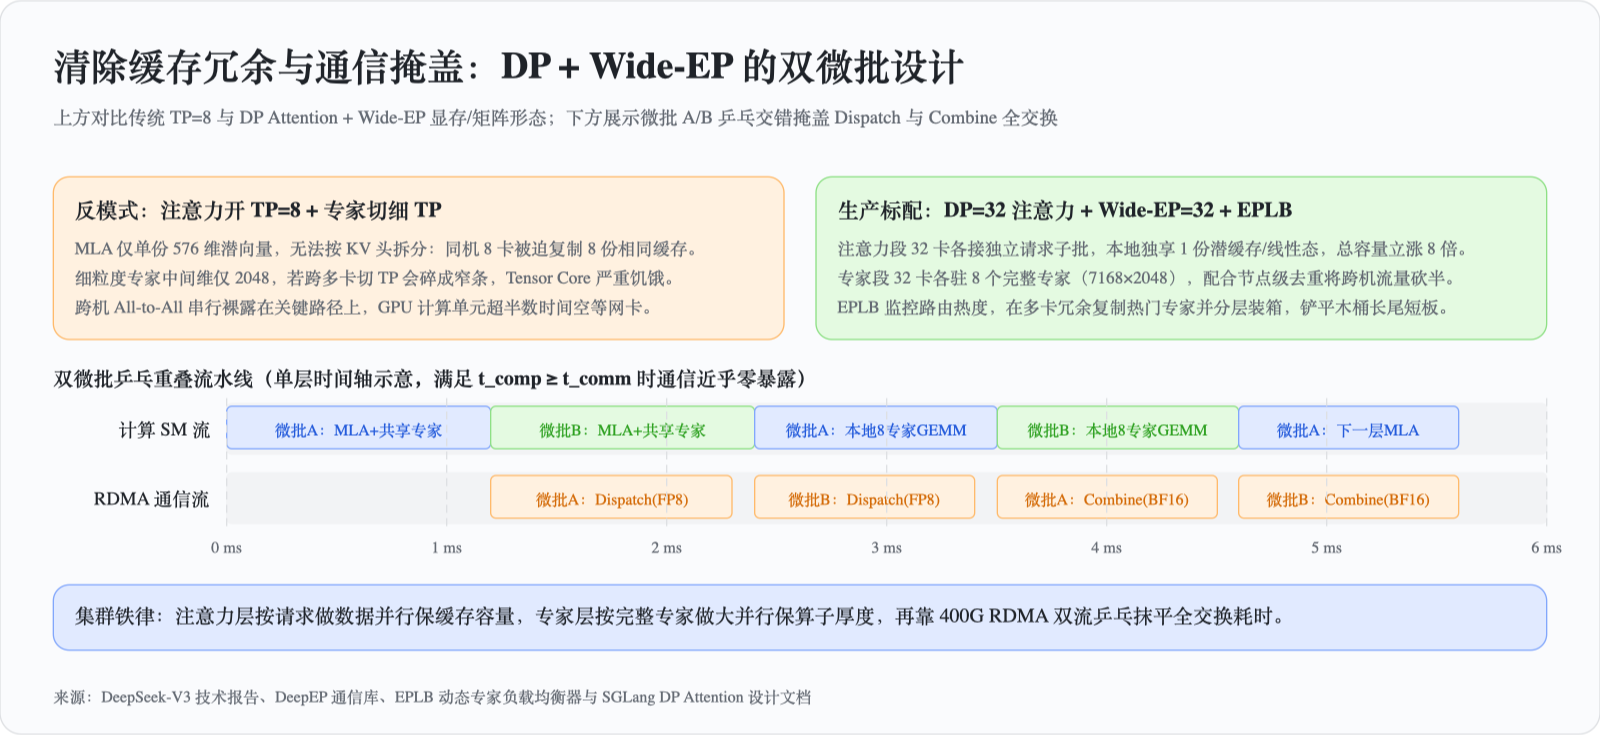 清除缓存冗余与通信掩盖：DP + Wide-EP 的双微批设计
上方对比传统 TP=8 与 DP Attention + Wide-EP 显存/矩阵形态；下方展示微批 A/B 乒乓交错掩盖 Dispatch 与 Combine 全交换
反模式：注意力开 TP=8 + 专家切细 TP
MLA 仅单份 576 维潜向量，无法按 KV 头拆分：同机 8 卡被迫复制 8 份相同缓存。
细粒度专家中间维仅 2048，若跨多卡切 TP 会碎成窄条，Tensor Core 严重饥饿。
跨机 All-to-All 串行裸露在关键路径上，GPU 计算单元超半数时间空等网卡。
生产标配：DP=32 注意力 + Wide-EP=32 + EPLB
注意力段 32 卡各接独立请求子批，本地独享 1 份潜缓存/线性态，总容量立涨 8 倍。
专家段 32 卡各驻 8 个完整专家（7168×2048），配合节点级去重将跨机流量砍半。
EPLB 监控路由热度，在多卡冗余复制热门专家并分层装箱，铲平木桶长尾短板。
双微批乒乓重叠流水线（单层时间轴示意，满足 t_comp ≥ t_comm 时通信近乎零暴露）
计算 SM 流
微批A：MLA+共享专家
微批B：MLA+共享专家
微批A：本地8专家GEMM
微批B：本地8专家GEMM
微批A：下一层MLA
RDMA 通信流
微批A：Dispatch(FP8)
微批B：Dispatch(FP8)
微批A：Combine(BF16)
微批B：Combine(BF16)
0 ms
1 ms
2 ms
3 ms
4 ms
5 ms
6 ms
集群铁律：注意力层按请求做数据并行保缓存容量，专家层按完整专家做大并行保算子厚度，再靠 400G RDMA 双流乒乓抹平全交换耗时。
来源：DeepSeek-V3 技术报告、DeepEP 通信库、EPLB 动态专家负载均衡器与 SGLang DP Attention 设计文档